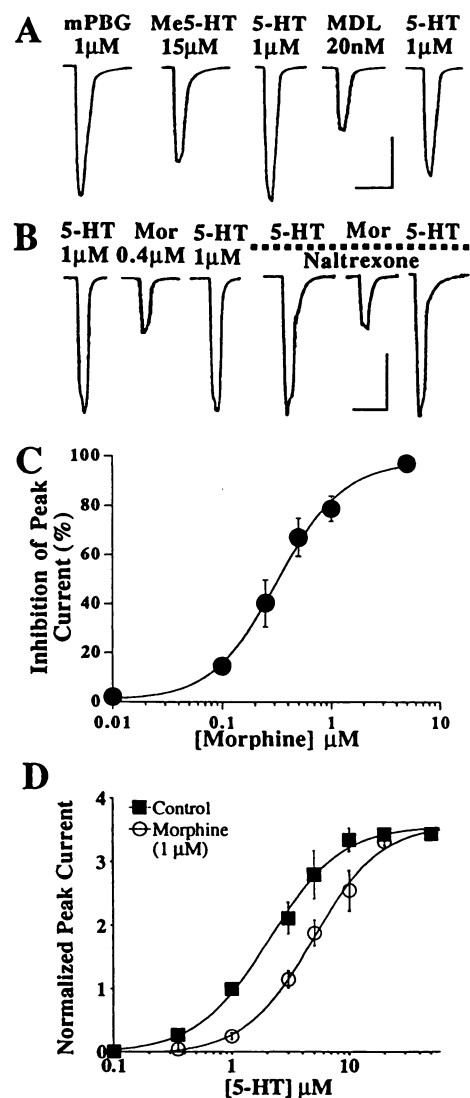 A
mPBG Me5-HT 5-HT MDL 5-HT
1μM 15μM 1μM 20nM 1μM
B
5-HT Mor 5-HT 5-HT Mor 5-HT
1μM 0.4μM 1μM Naltrexone
C
Inhibition of Peak
Current (%)
100
80
60
40
20
0
0.01 0.1 1 10
[Morphine] μM
D
Normalized Peak Current
4
3
2
1
0
Control
Morphine
(1 μM)
0.1 1 10
[5-HT] μM